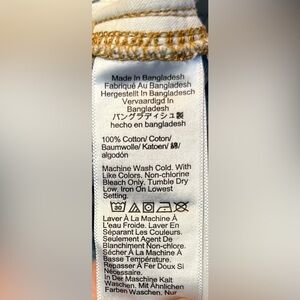 Made In Bangladesh
Fabriqué Au Bangladesh
Hergestellt In Bangladesch
Vervaardigd In
Bangladesh
バングラディシュ製
hecho en bangladesh
100% Cotton/ Coton/
Baumwolle/ Katoen/ 綿/
algodón
Machine Wash Cold. With
Like Colors. Non-chlorine
Bleach Only. Tumble Dry
Low. Iron On Lowest
Setting.
30
Laver À La Machine À
L'eau Froide. Laver En
Séparant Les Couleurs.
Seulement Agent De
Blanchiment Non-Chloré.
Sécher À La Machine À
Basse Température.
Repasser À Fer Doux Si
Nécessaire.
In Der Maschine Kalt
Waschen. Mit Ähnlichen
Farben Waschen. Nur